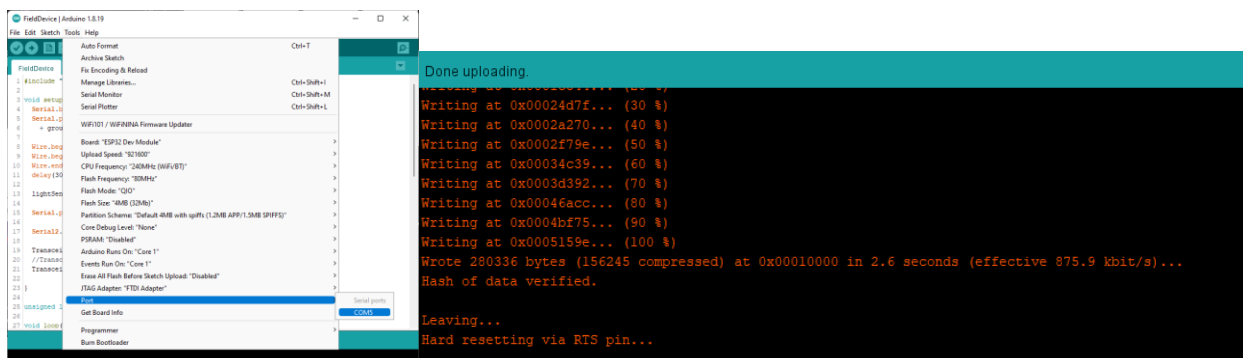 FieldDevice | Arduino 1.8.19
File Edit Sketch Tools Help
FieldDevice
1 #include "
2
3 void setup
4 Serial.b
5 Serial.p
6 + grou
7
8 Wire.beg
9 Wire.beg
10 Wire.end
11 delay(30
12
13 lightSen
14
15 Serial.p
16
17 Serial2.
18
19 Transcei
20 //Transc
21 Transcei
22
23 }
24
25 unsigned l
26
27 void loop(
Auto Format Ctrl+T
Archive Sketch
Fix Encoding & Reload
Manage Libraries... Ctrl+Shift+I
Serial Monitor Ctrl+Shift+M
Serial Plotter Ctrl+Shift+L
WiFi101 / WiFiNINA Firmware Updater
Board: "ESP32 Dev Module"
Upload Speed: "921600"
CPU Frequency: "240MHz (WiFi/BT)"
Flash Frequency: "80MHz"
Flash Mode: "QIO"
Flash Size: "4MB (32Mb)"
Partition Scheme: "Default 4MB with spiffs (1.2MB APP/1.5MB SPIFFS)"
Core Debug Level: "None"
PSRAM: "Disabled"
Arduino Runs On: "Core 1"
Events Run On: "Core 1"
Erase All Flash Before Sketch Upload: "Disabled"
JTAG Adapter: "FTDI Adapter"
Port
Serial ports
COM5
Get Board Info
Programmer
Burn Bootloader
Done uploading.
Writing at 0x00024d7f... (30 %)
Writing at 0x0002a270... (40 %)
Writing at 0x0002f79e... (50 %)
Writing at 0x00034c39... (60 %)
Writing at 0x0003d392... (70 %)
Writing at 0x00046acc... (80 %)
Writing at 0x0004bf75... (90 %)
Writing at 0x0005159e... (100 %)
Wrote 280336 bytes (156245 compressed) at 0x00010000 in 2.6 seconds (effective 875.9 kbit/s)...
Hash of data verified.
Leaving...
Hard resetting via RTS pin...